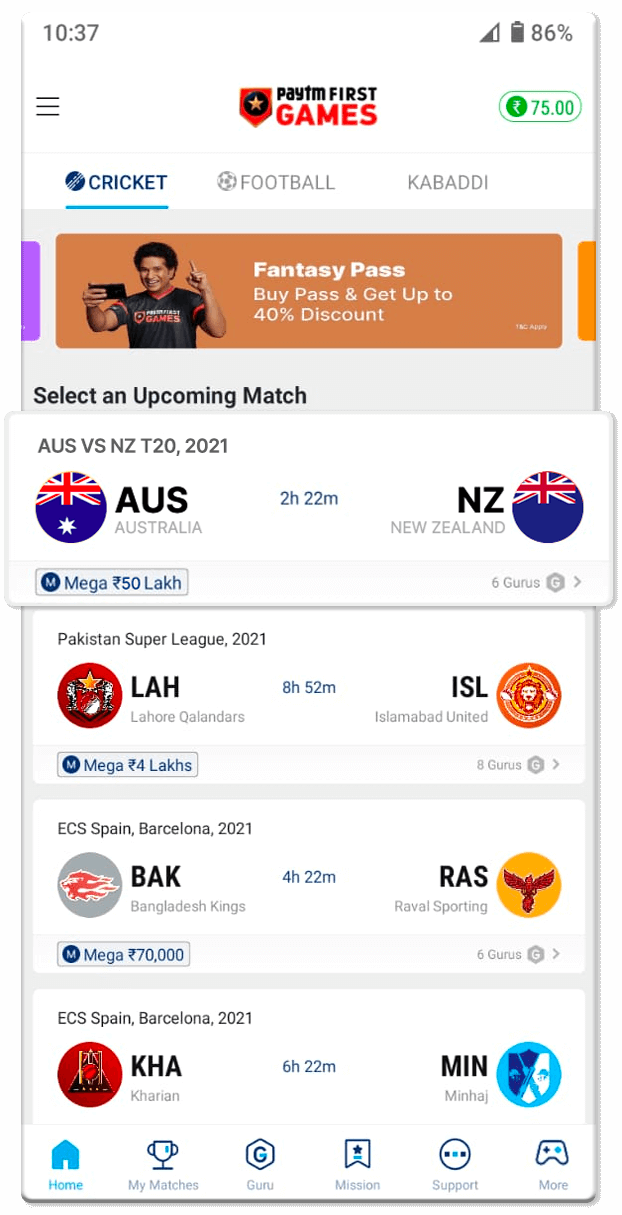 10:37 86%
Paytm FIRST
GAMES
₹ 75.00
CRICKET FOOTBALL KABADDI
Fantasy Pass
Buy Pass & Get Up to
40% Discount
T&C Apply
PAYTM FIRST
GAMES
Select an Upcoming Match
AUS VS NZ T20, 2021
AUS 2h 22m NZ
AUSTRALIA NEW ZEALAND
M Mega ₹50 Lakh 6 Gurus G
Pakistan Super League, 2021
LAH 8h 52m ISL
Lahore Qalandars Islamabad United
M Mega ₹4 Lakhs 8 Gurus G
ECS Spain, Barcelona, 2021
BAK 4h 22m RAS
Bangladesh Kings Raval Sporting
M Mega ₹70,000 6 Gurus G
ECS Spain, Barcelona, 2021
KHA 6h 22m MIN
Kharian Minhaj
G
Home My Matches Guru Mission Support More